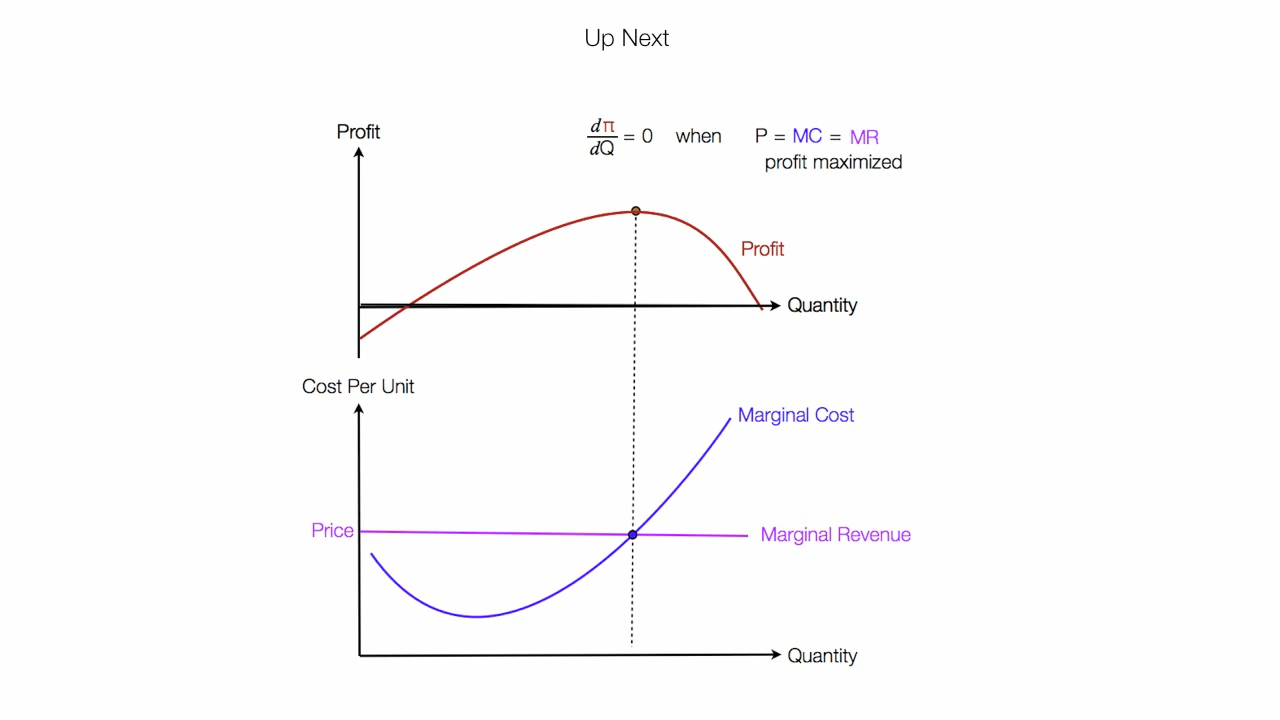 Up Next
Profit
dπ/dQ = 0 when P = MC = MR
profit maximized
Profit
Quantity
Cost Per Unit
Marginal Cost
Price
Marginal Revenue
Quantity